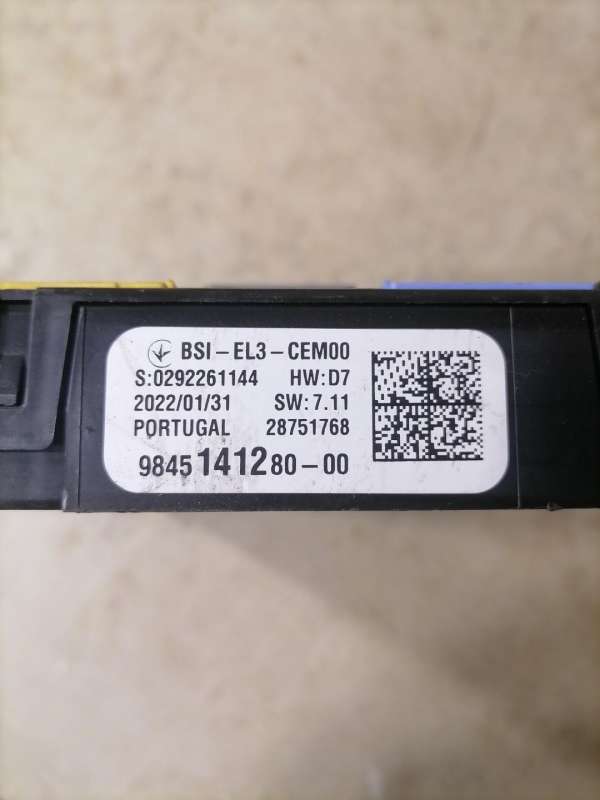 BSI-EL3-CEM00
S:0292261144 HW:D7
2022/01/31 SW:7.11
PORTUGAL 28751768
9845141280-00